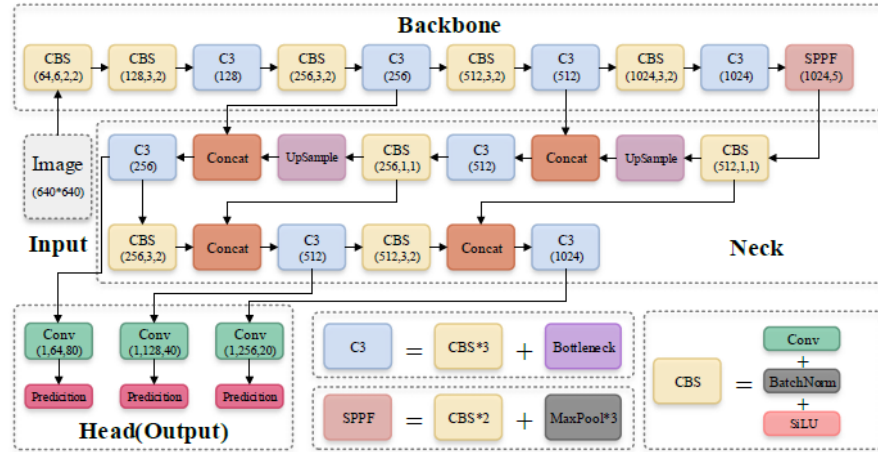 Backbone
CBS
(64,6,2,2)
CBS
(128,3,2)
C3
(128)
CBS
(256,3,2)
C3
(256)
CBS
(512,3,2)
C3
(512)
CBS
(1024,3,2)
C3
(1024)
SPPF
(1024,5)
Image
(640*640)
Input
C3
(256)
Concat
UpSample
CBS
(256,1,1)
C3
(512)
Concat
UpSample
CBS
(512,1,1)
CBS
(256,3,2)
Concat
C3
(512)
CBS
(512,3,2)
Concat
C3
(1024)
Neck
Conv
(1,64,80)
Conv
(1,128,40)
Conv
(1,256,20)
Predicition
Predicition
Predicition
Head(Output)
C3 = CBS*3 + Bottleneck
SPPF = CBS*2 + MaxPool*3
CBS =
Conv
+
BatchNorm
+
SiLU